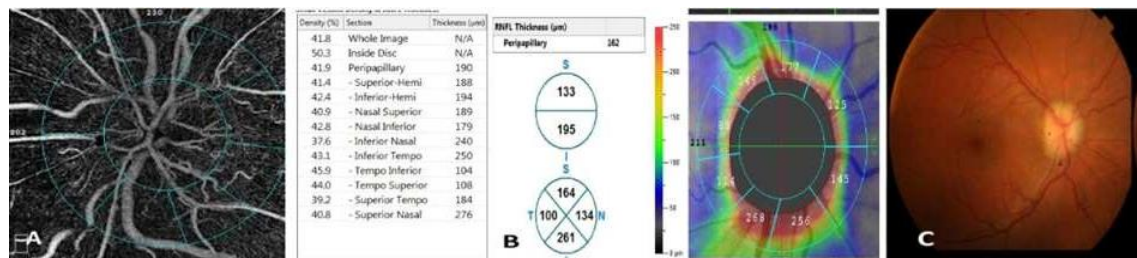 230
202
A
Density (%) Section Thickness (µm)
41.8 Whole Image N/A
50.3 Inside Disc N/A
41.9 Peripapillary 190
41.4 - Superior-Hemi 188
42.4 - Inferior-Hemi 194
40.9 - Nasal Superior 189
42.8 - Nasal Inferior 179
37.6 - Inferior Nasal 240
43.1 - Inferior Tempo 250
45.9 - Tempo Inferior 104
44.0 - Tempo Superior 108
39.2 - Superior Tempo 184
40.8 - Superior Nasal 276
RNFL Thickness (µm)
Peripapillary 162
S
133
195
I
S
164
T 100 134 N
261
B
250
200
150
100
50
0 µm
177
125
211
145
268 256
C